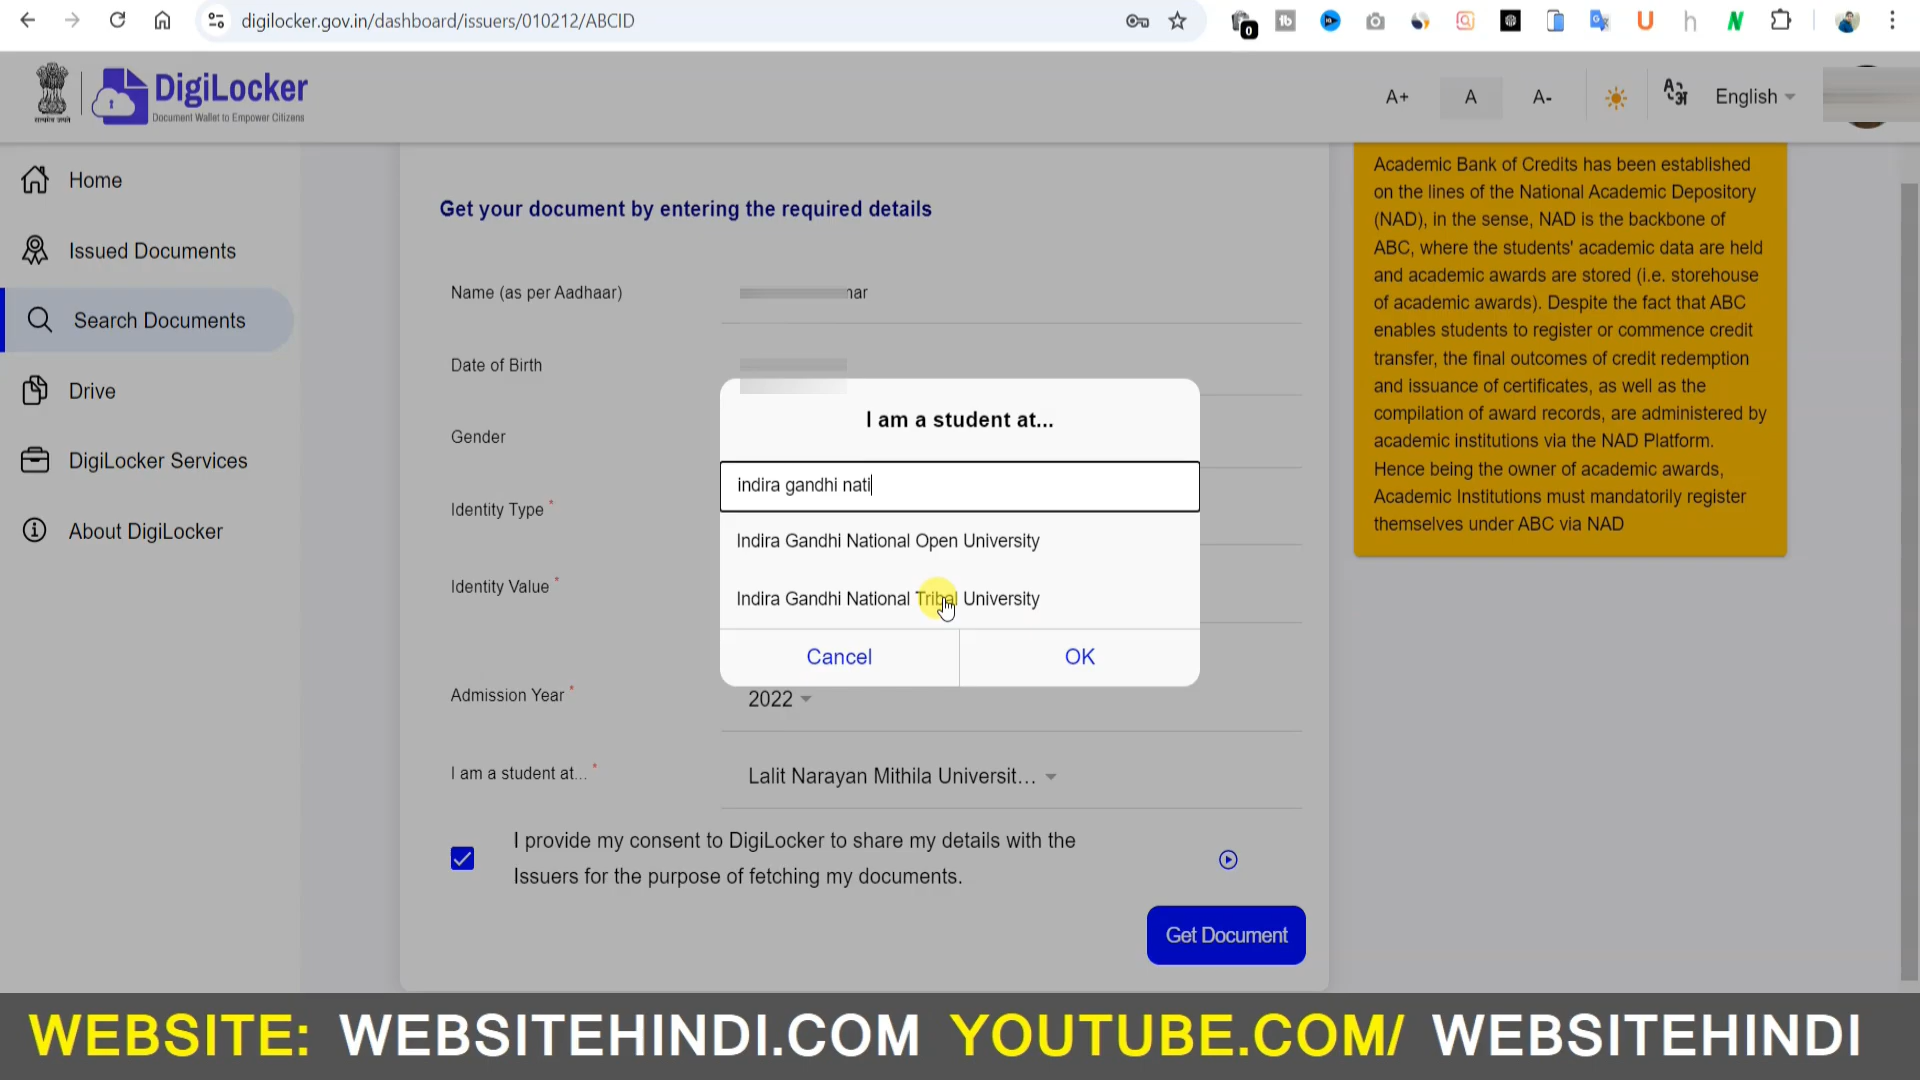 digilocker.gov.in/dashboard/issuers/010212/ABCID
0
DigiLocker
Document Wallet to Empower Citizens
A+
A
A-
English
Home
Issued Documents
Search Documents
Drive
DigiLocker Services
About DigiLocker
Get your document by entering the required details
Name (as per Aadhaar)
Date of Birth
Gender
Identity Type *
Identity Value *
Admission Year *
2022
I am a student at... *
Lalit Narayan Mithila Universit...
I provide my consent to DigiLocker to share my details with the
Issuers for the purpose of fetching my documents.
Get Document
I am a student at...
indira gandhi nati
Indira Gandhi National Open University
Indira Gandhi National Tribal University
Cancel
OK
Academic Bank of Credits has been established
on the lines of the National Academic Depository
(NAD), in the sense, NAD is the backbone of
ABC, where the students' academic data are held
and academic awards are stored (i.e. storehouse
of academic awards). Despite the fact that ABC
enables students to register or commence credit
transfer, the final outcomes of credit redemption
and issuance of certificates, as well as the
compilation of award records, are administered by
academic institutions via the NAD Platform.
Hence being the owner of academic awards,
Academic Institutions must mandatorily register
themselves under ABC via NAD
WEBSITE: WEBSITEHINDI.COM YOUTUBE.COM/ WEBSITEHINDI